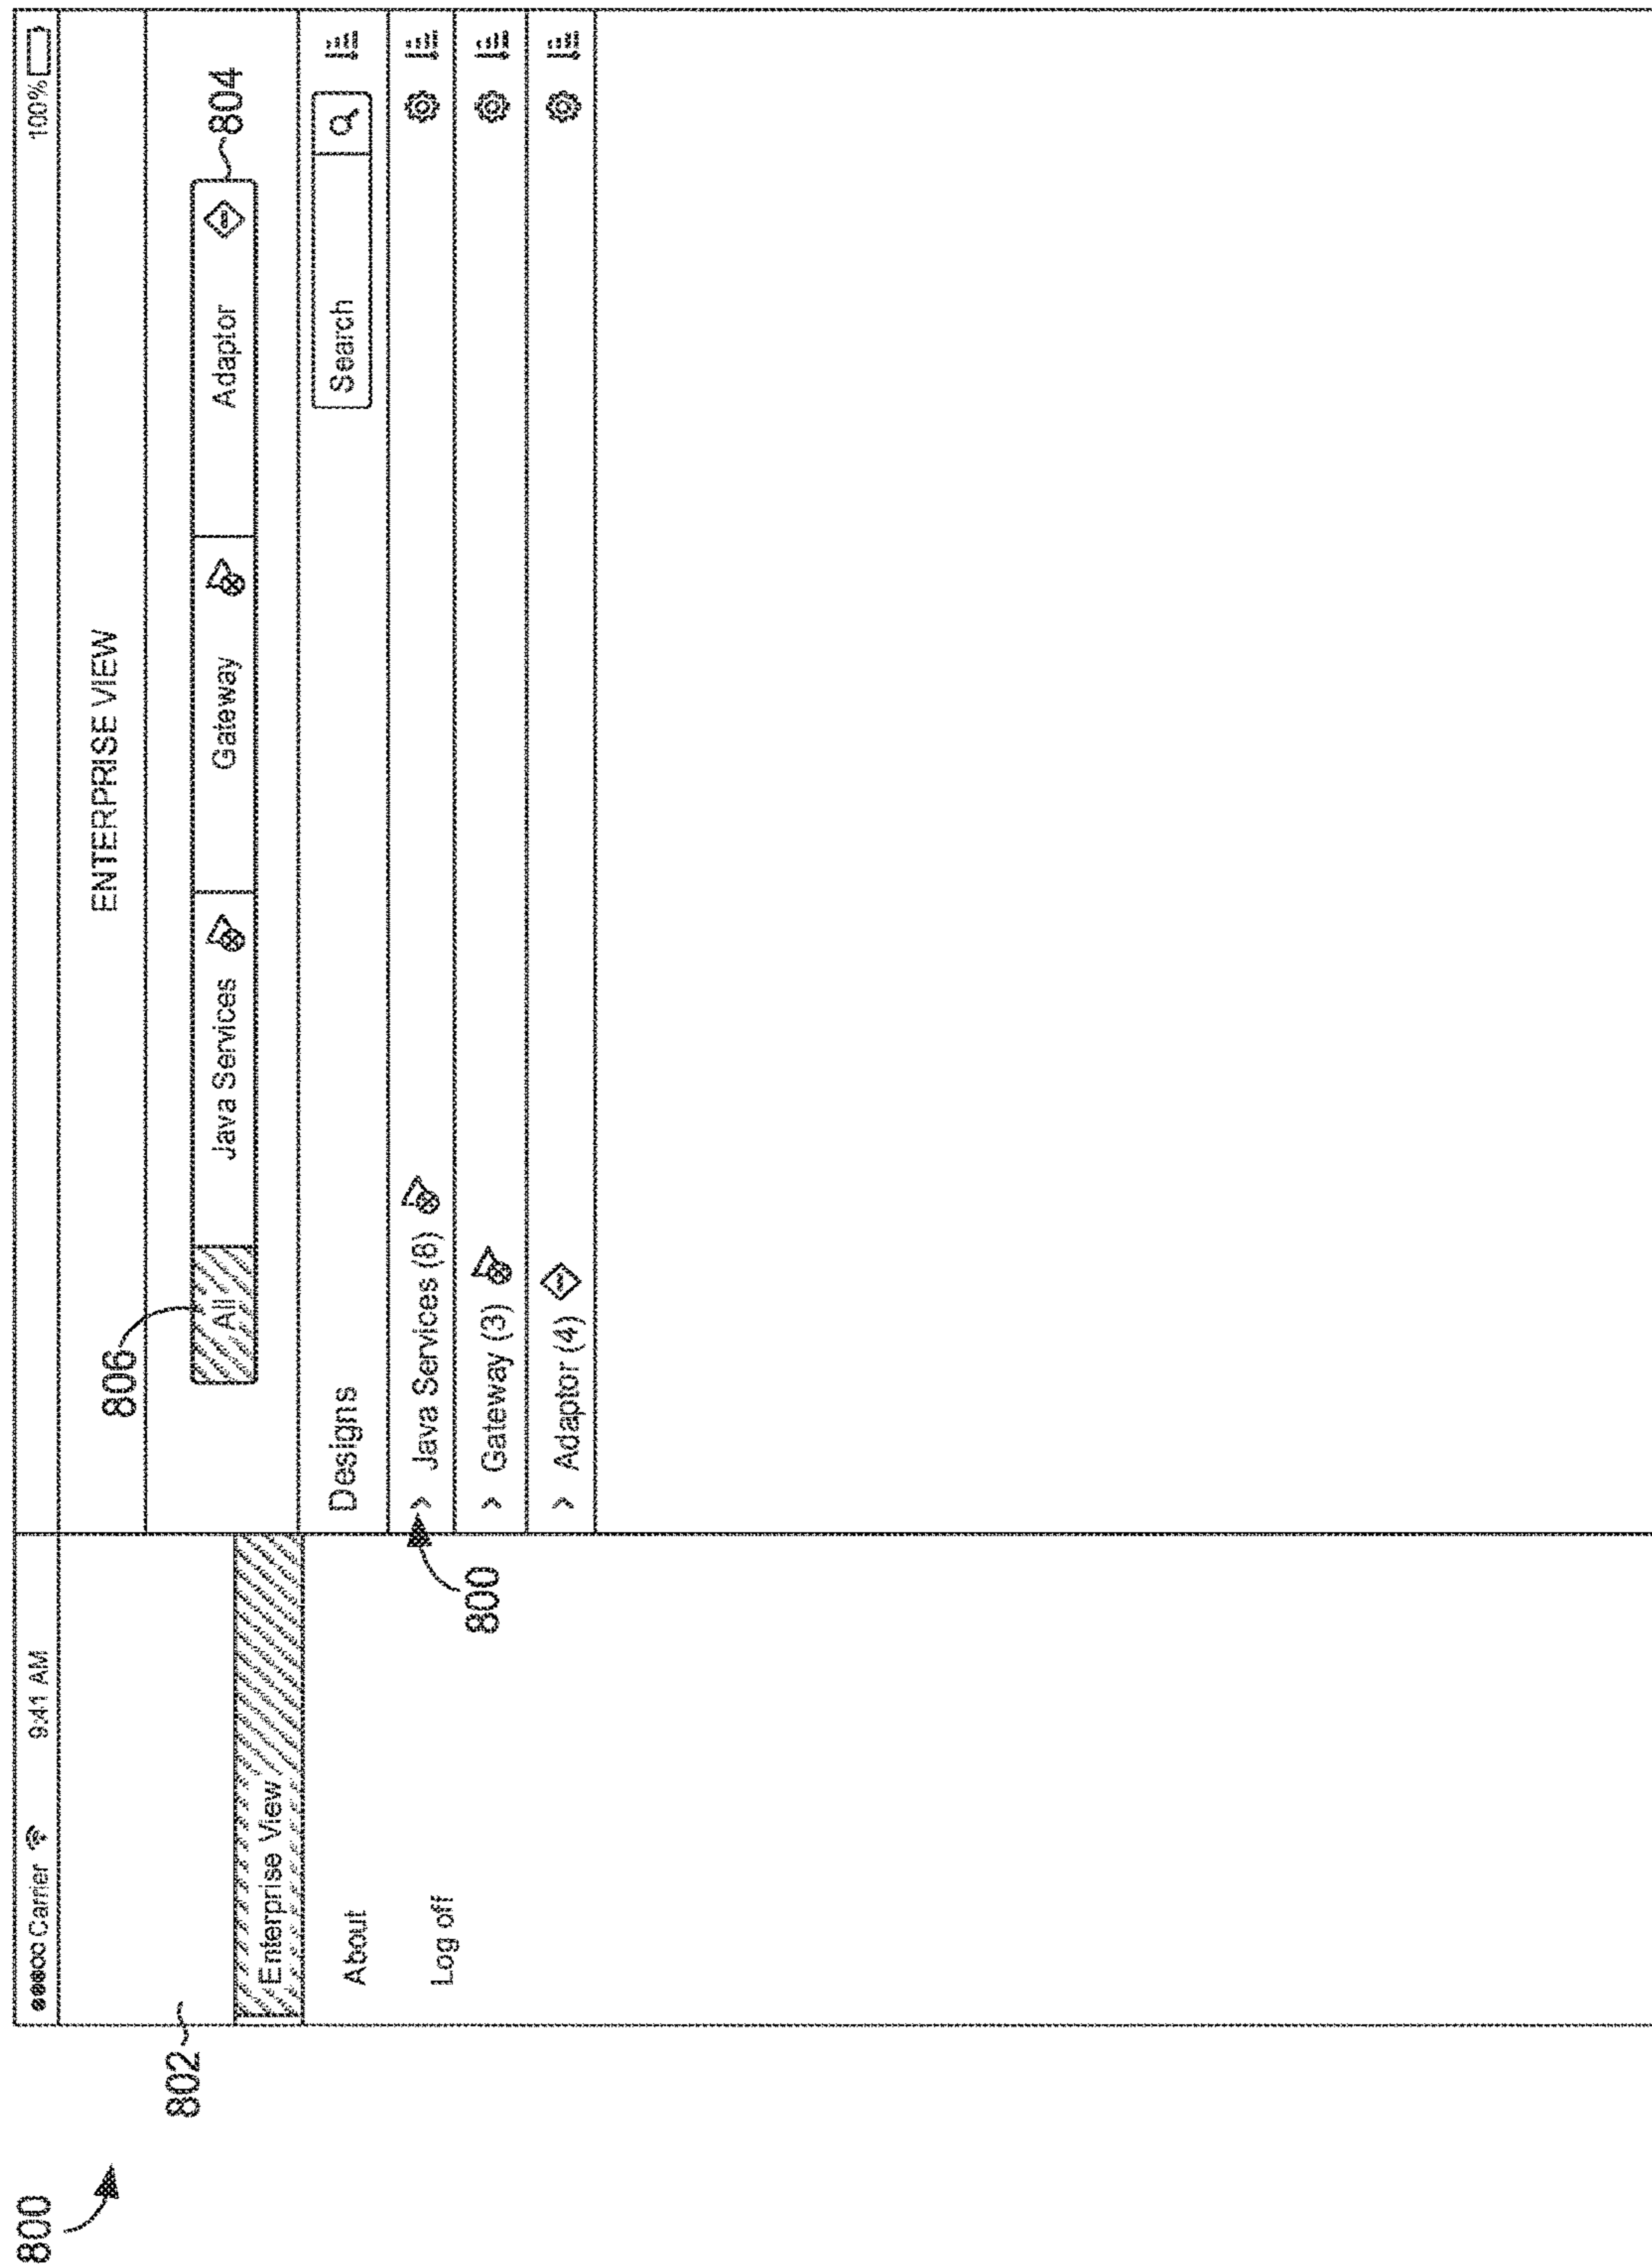 800
802
Carrier 9:41 AM 100%
ENTERPRISE VIEW
806
All Java Services Gateway Adaptor
804
Enterprise View
About
Log off
Designs Search
Java Services (8)
800
Gateway (3)
Adaptor (4)